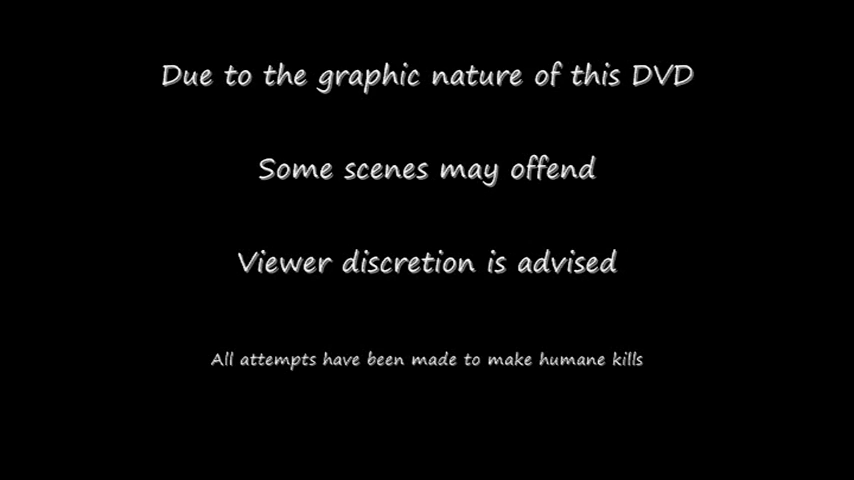 Due to the graphic nature of this DVD
Some scenes may offend
Viewer discretion is advised
All attempts have been made to make humane kills